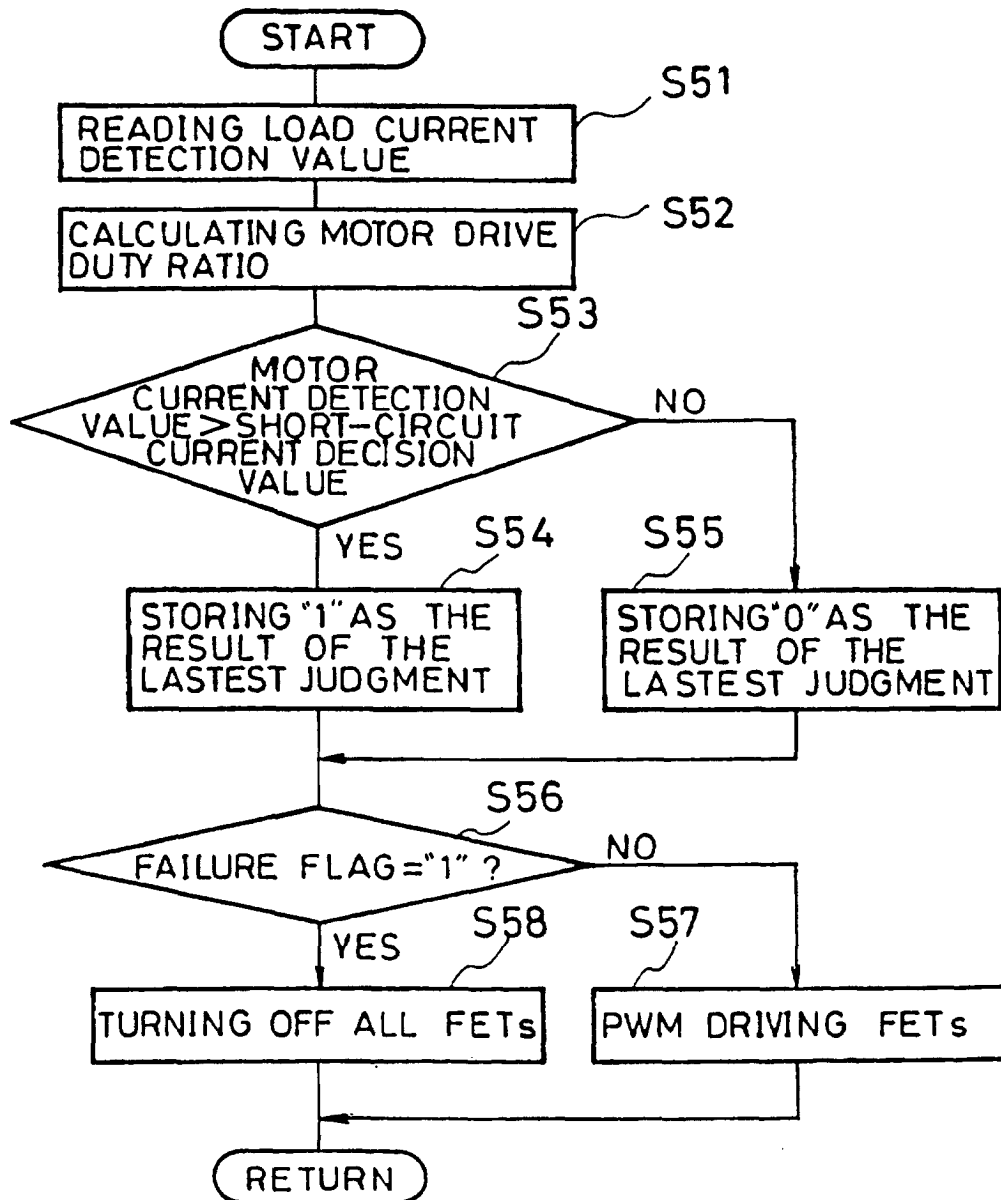 START
S51
READING LOAD CURRENT
DETECTION VALUE
S52
CALCULATING MOTOR DRIVE
DUTY RATIO
S53
MOTOR
CURRENT DETECTION
VALUE>SHORT-CIRCUIT
CURRENT DECISION
VALUE
NO
YES
S54
STORING "1" AS THE
RESULT OF THE
LASTEST JUDGMENT
S55
STORING "0" AS THE
RESULT OF THE
LASTEST JUDGMENT
S56
FAILURE FLAG="1" ?
NO
YES
S58
TURNING OFF ALL FETs
S57
PWM DRIVING FETs
RETURN